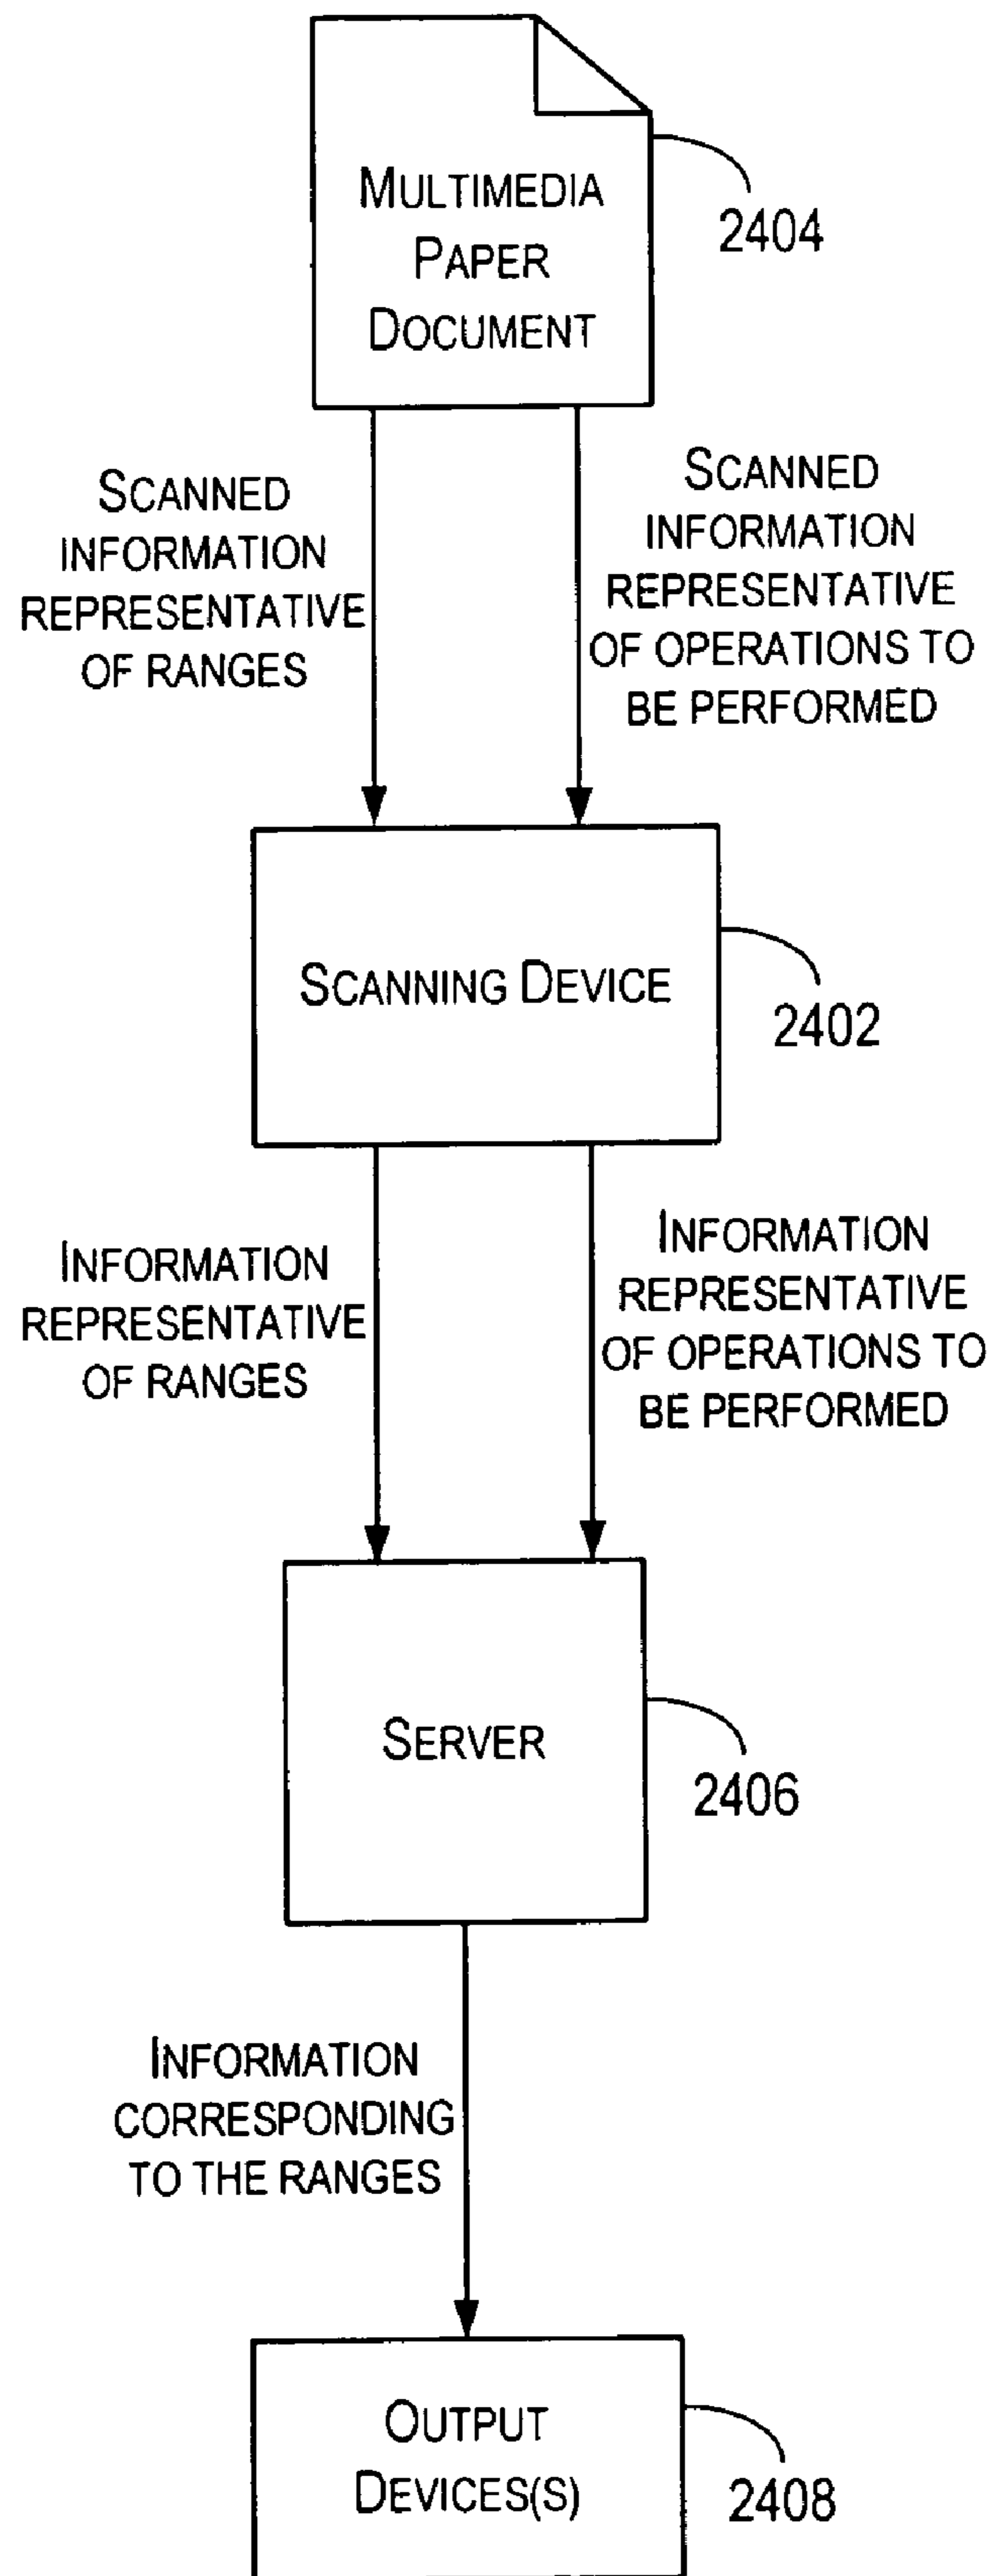 MULTIMEDIA
PAPER
DOCUMENT
2404
SCANNED
INFORMATION
REPRESENTATIVE
OF RANGES
SCANNED
INFORMATION
REPRESENTATIVE
OF OPERATIONS TO
BE PERFORMED
SCANNING DEVICE
2402
INFORMATION
REPRESENTATIVE
OF RANGES
INFORMATION
REPRESENTATIVE
OF OPERATIONS TO
BE PERFORMED
SERVER
2406
INFORMATION
CORRESPONDING
TO THE RANGES
OUTPUT
DEVICES(S)
2408